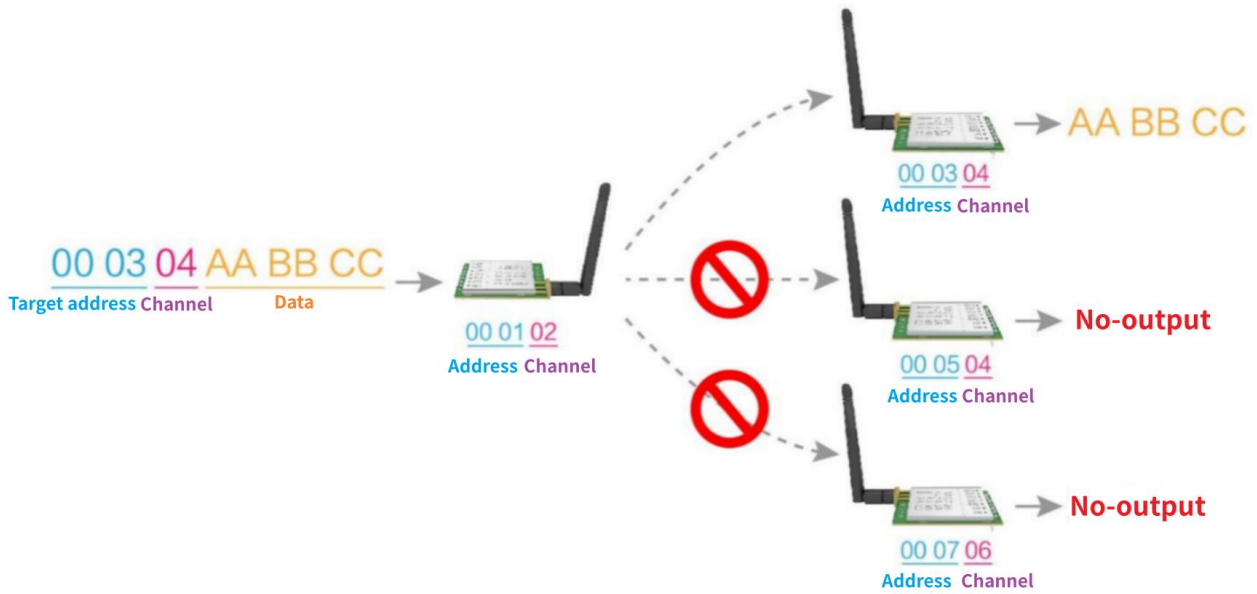 00 03 04 AA BB CC
Target address Channel Data
00 01 02
Address Channel
AA BB CC
00 03 04
Address Channel
No-output
00 05 04
Address Channel
No-output
00 07 06
Address Channel